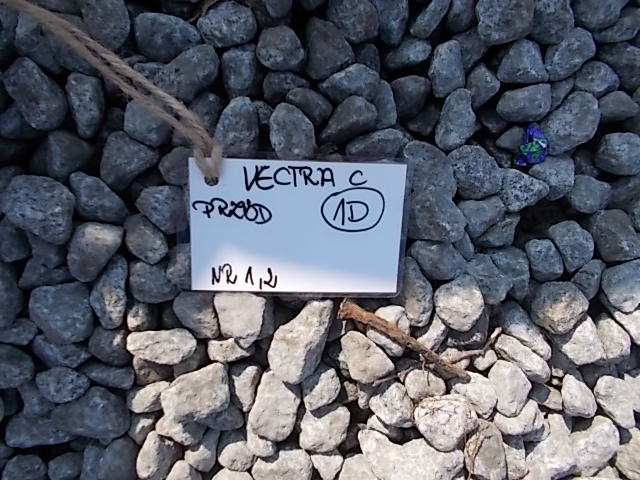 VECTRA C
PRZÓD 1D
NR 1,2